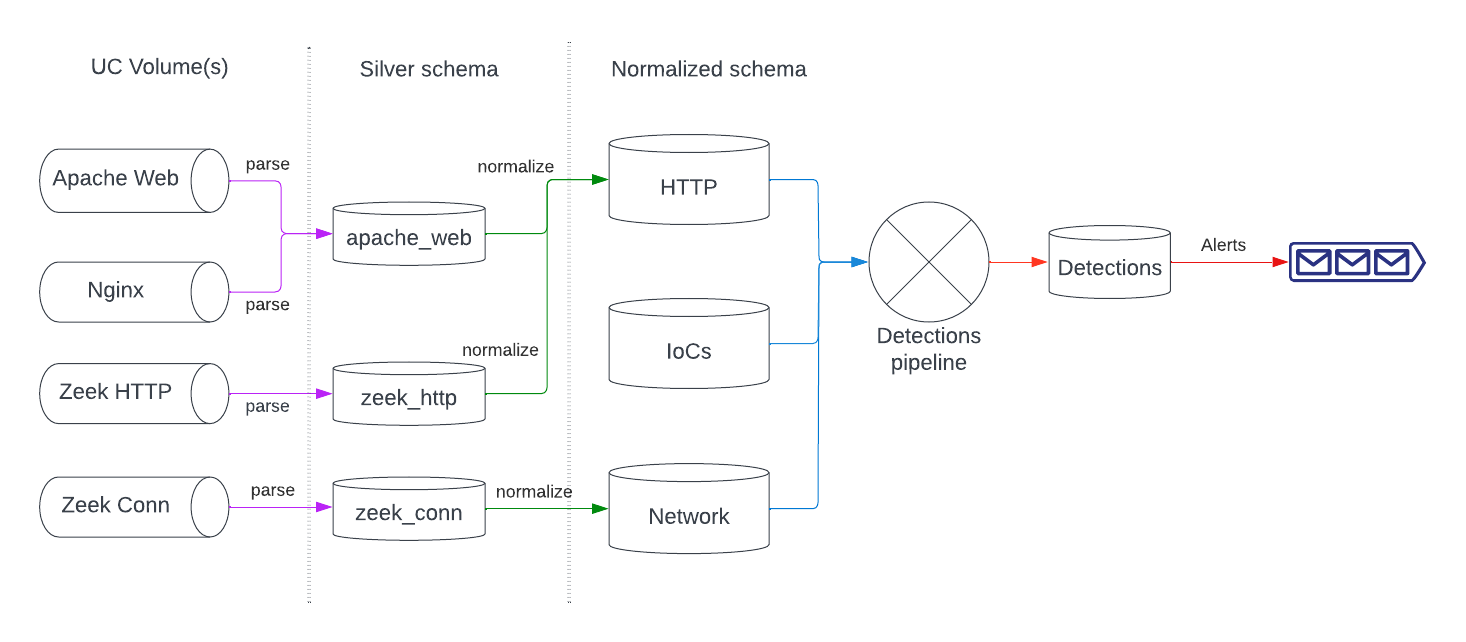 UC Volume(s)
Silver schema
Normalized schema
Apache Web
parse
Nginx
parse
Zeek HTTP
parse
Zeek Conn
parse
apache_web
normalize
zeek_http
normalize
zeek_conn
normalize
HTTP
IoCs
Network
Detections
pipeline
Detections
Alerts